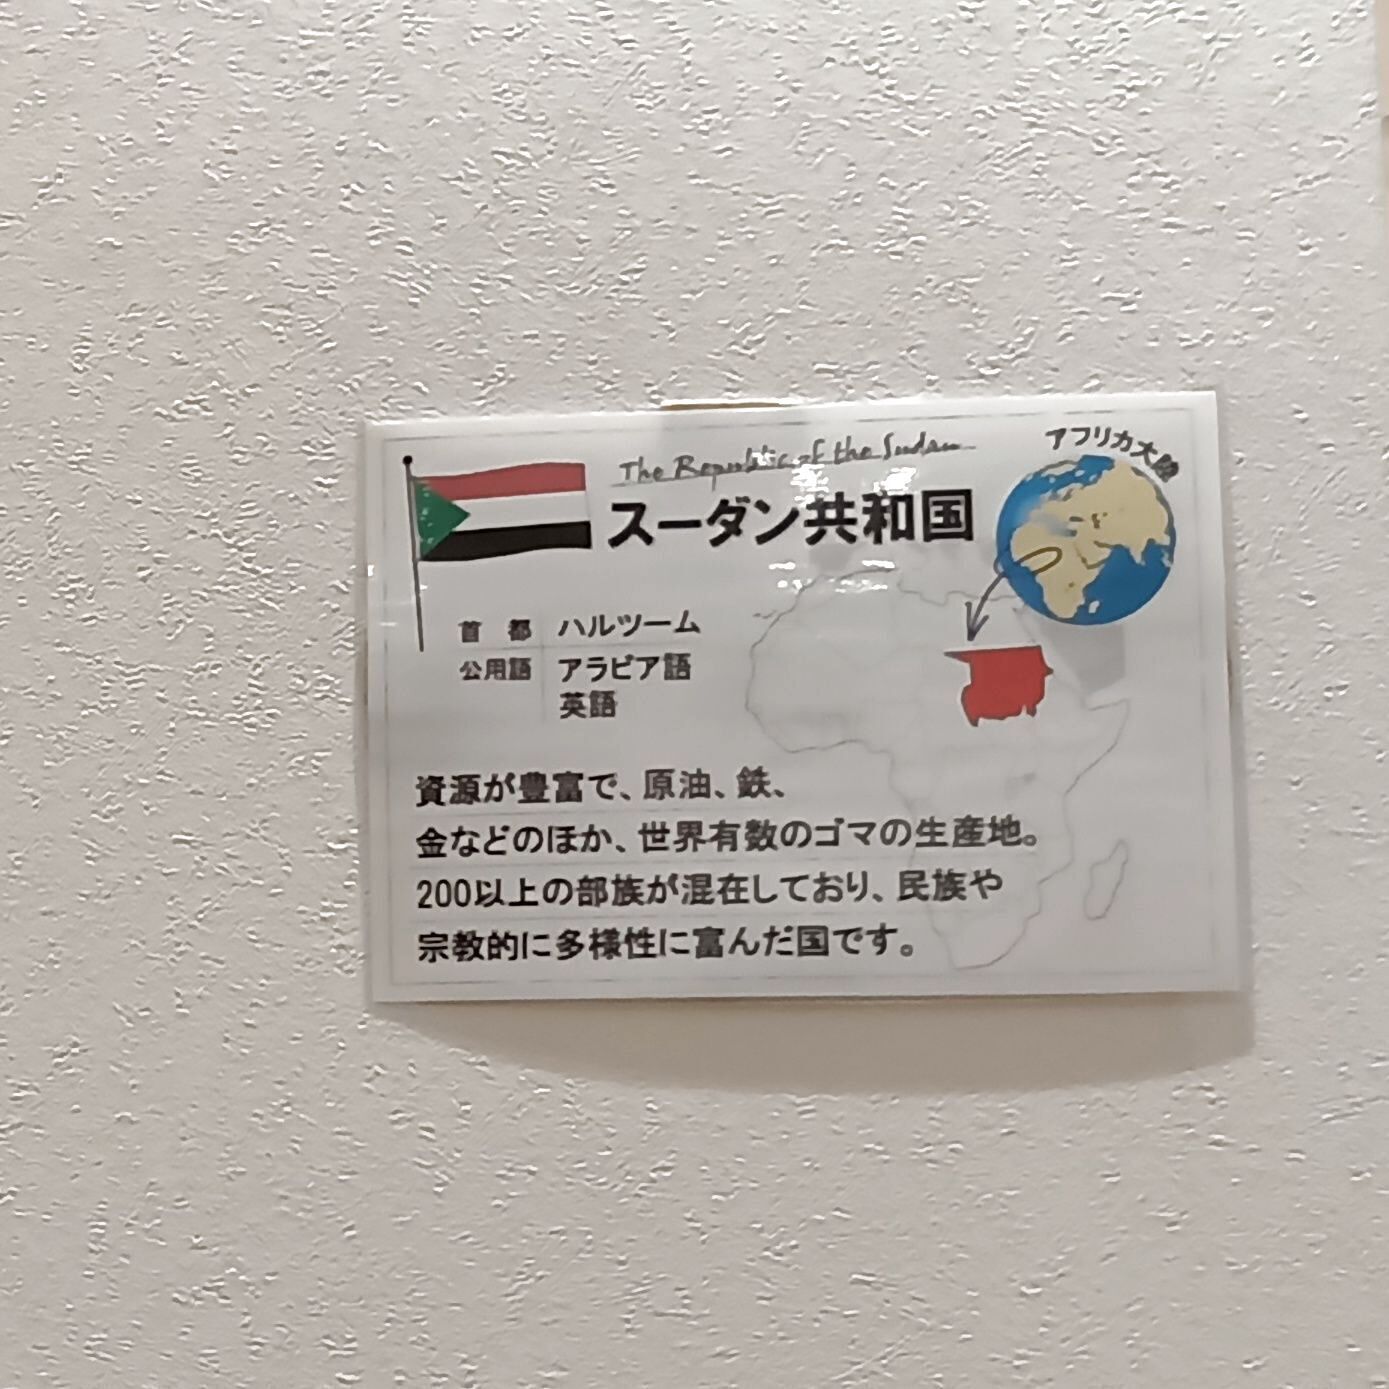 The Republic of the Sudan
スーダン共和国
アフリカ大陸
首 都 ハルツーム
公用語 アラビア語
英語
資源が豊富で、原油、鉄、
金などのほか、世界有数のゴマの生産地。
200以上の部族が混在しており、民族や
宗教的に多様性に富んだ国です。